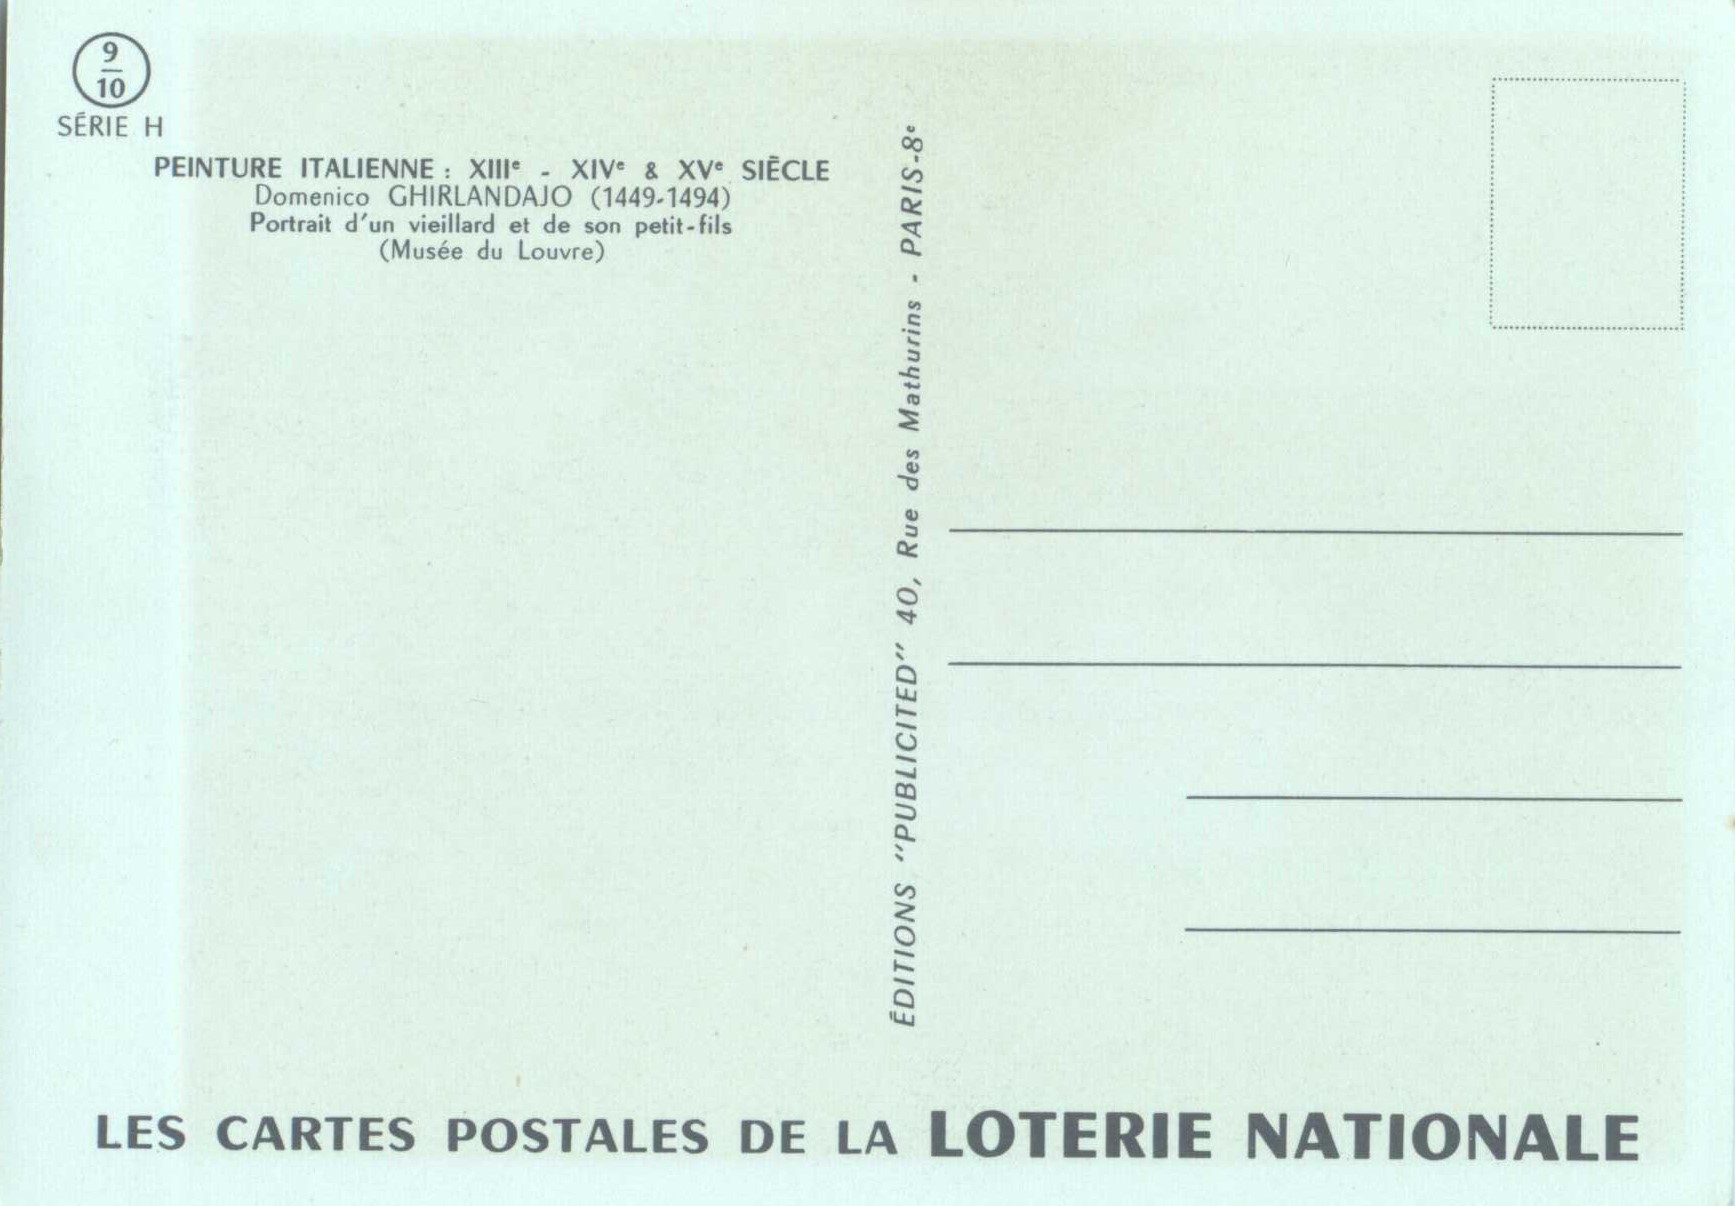 9
10
SÉRIE H
PEINTURE ITALIENNE : XIIIe - XIVe & XVe SIÈCLE
Domenico GHIRLANDAJO (1449-1494)
Portrait d'un vieillard et de son petit-fils
(Musée du Louvre)
ÉDITIONS "PUBLICITED" 40, Rue des Mathurins - PARIS-8e
LES CARTES POSTALES DE LA LOTERIE NATIONALE